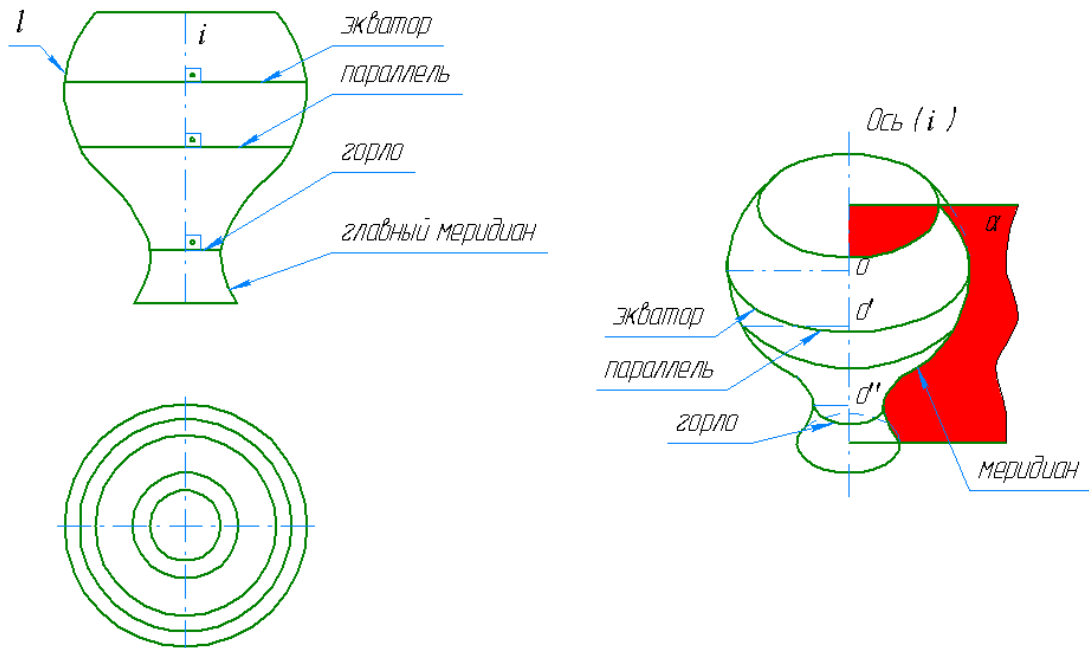 l
i
экватор
параллель
горло
главный меридиан
Ось (i)
α
O
экватор
O'
параллель
O''
горло
меридиан